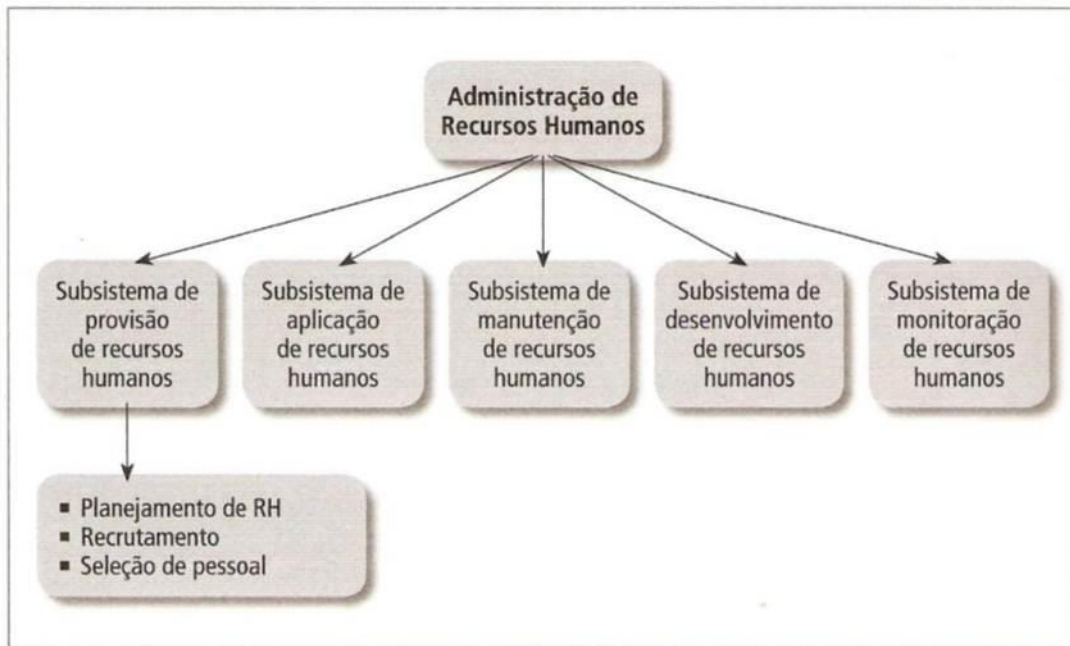 Administração de
Recursos Humanos
Subsistema de
provisão
de recursos
humanos
Subsistema de
aplicação
de recursos
humanos
Subsistema de
manutenção
de recursos
humanos
Subsistema de
desenvolvimento
de recursos
humanos
Subsistema de
monitoração
de recursos
humanos
▪ Planejamento de RH
▪ Recrutamento
▪ Seleção de pessoal